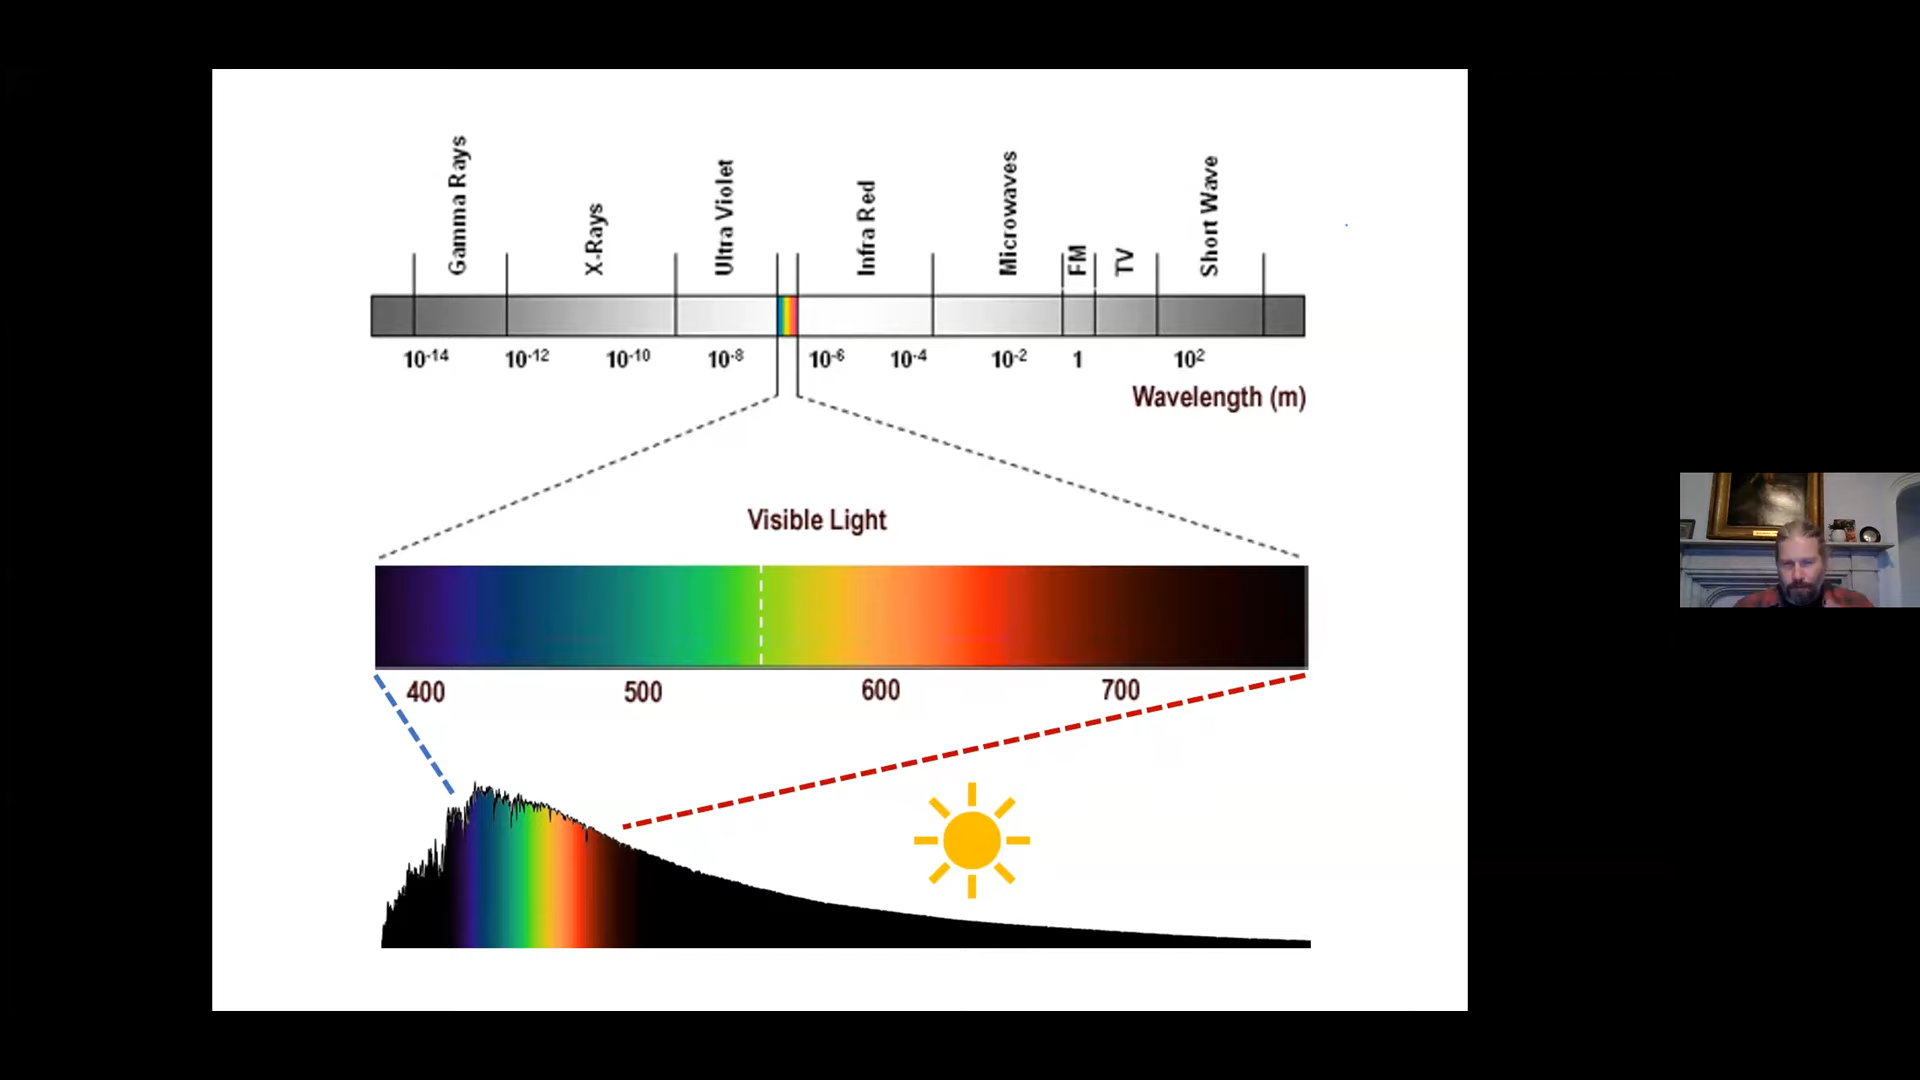 Gamma Rays
X-Rays
Ultra Violet
Infra Red
Microwaves
FM
TV
Short Wave
10-14 10-12 10-10 10-8 10-6 10-4 10-2 1 102
Wavelength (m)
Visible Light
400 500 600 700